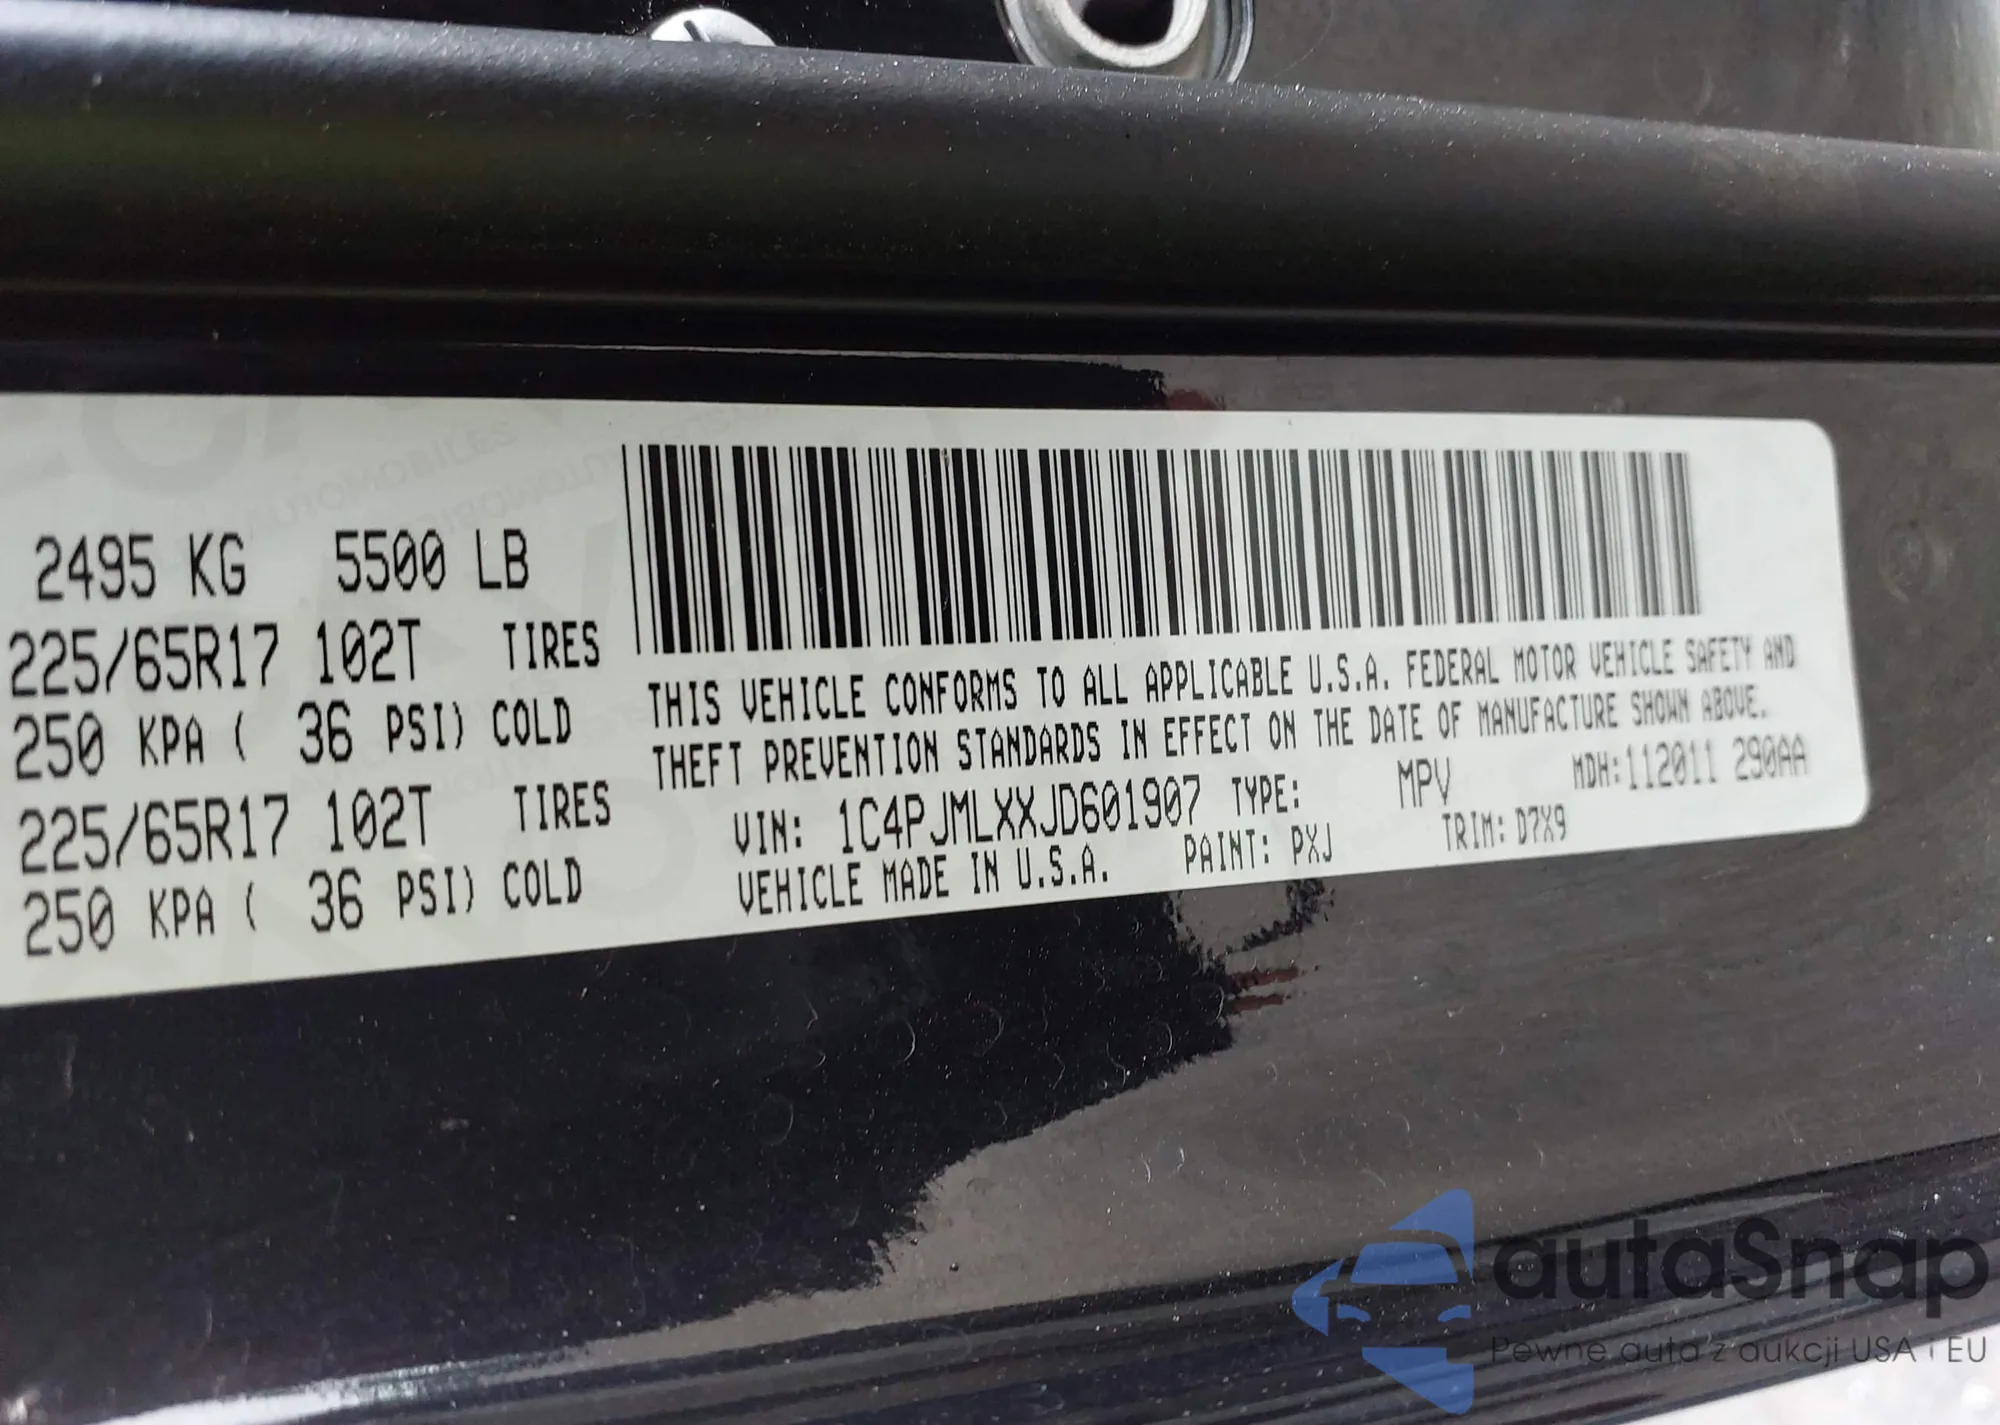 2495 KG 5500 LB
225/65R17 102T TIRES
250 KPA ( 36 PSI) COLD
225/65R17 102T TIRES
250 KPA ( 36 PSI) COLD
THIS VEHICLE CONFORMS TO ALL APPLICABLE U.S.A. FEDERAL MOTOR VEHICLE SAFETY AND
THEFT PREVENTION STANDARDS IN EFFECT ON THE DATE OF MANUFACTURE SHOWN ABOVE.
VIN: 1C4PJMLXXJD601907 TYPE: MPV MDH:112011 290AA
VEHICLE MADE IN U.S.A. PAINT: PXJ TRIM: D7X9
autaSnap
Pewne auta z aukcji USA i EU